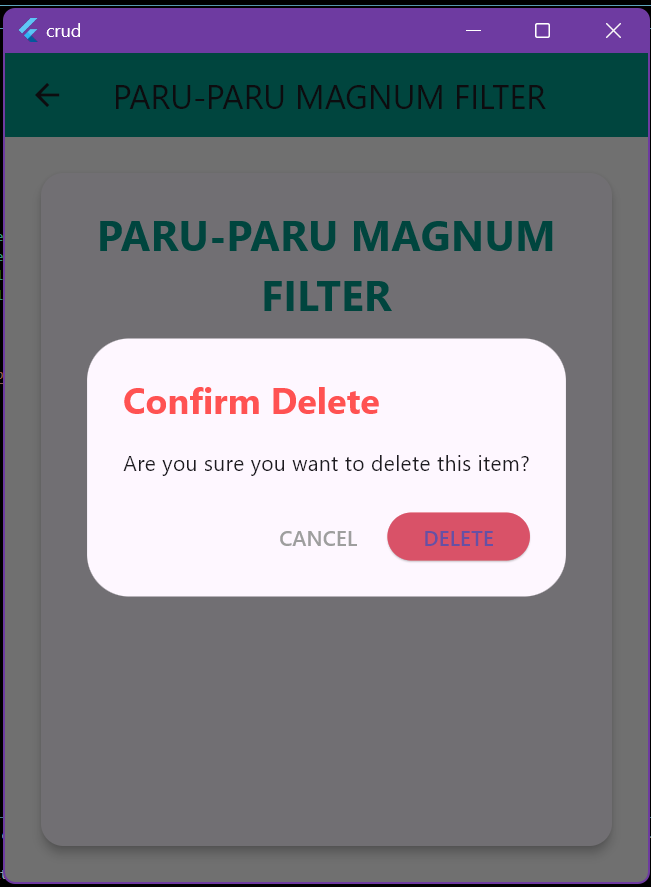 crud
PARU-PARU MAGNUM FILTER
PARU-PARU MAGNUM
FILTER
Confirm Delete
Are you sure you want to delete this item?
CANCEL
DELETE